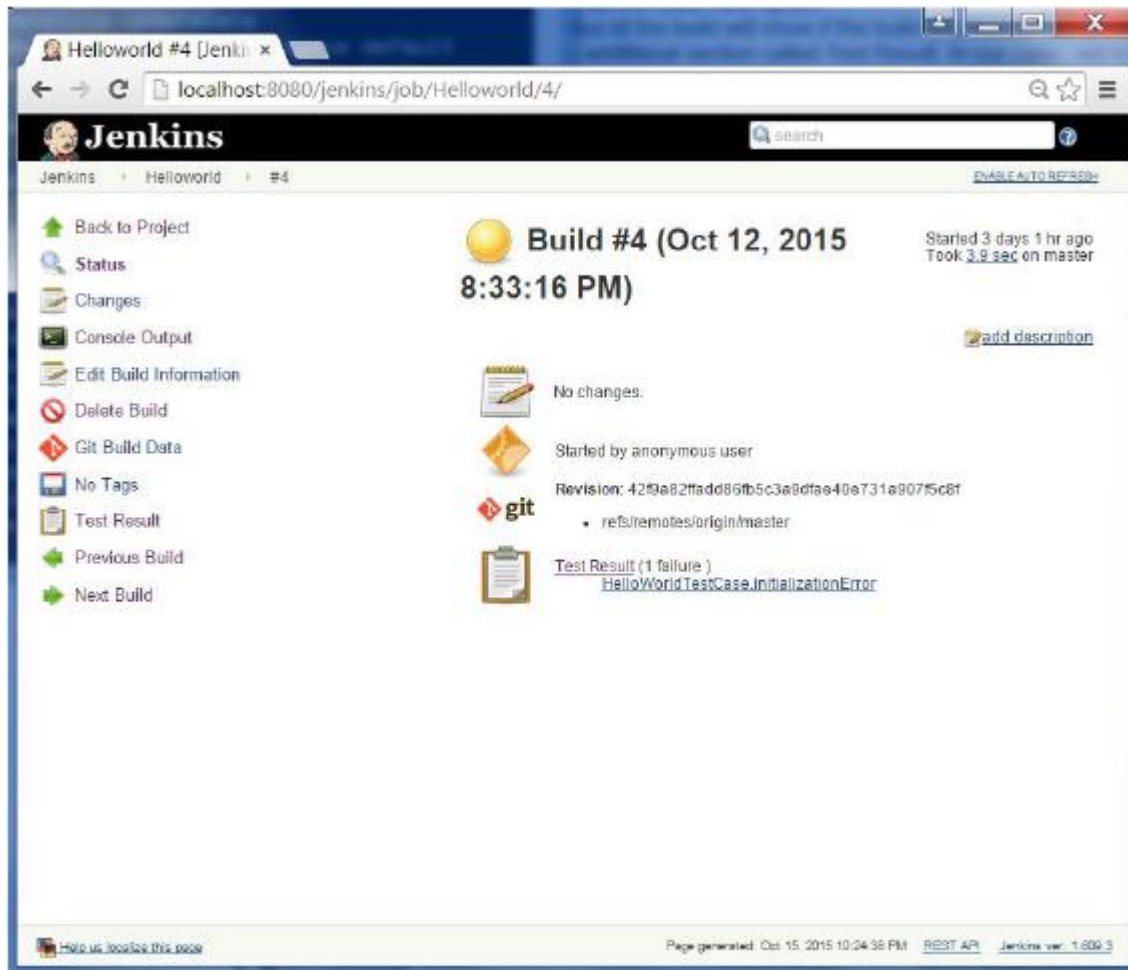 Helloworld #4 [Jenki
localhost:8080/jenkins/job/Helloworld/4/
Jenkins
search
Jenkins Helloworld #4
ENABLE AUTO REFRESH
Back to Project
Status
Changes
Console Output
Edit Build Information
Delete Build
Git Build Data
No Tags
Test Result
Previous Build
Next Build
Build #4 (Oct 12, 2015
8:33:16 PM)
Started 3 days 1 hr ago
Took 3.9 sec on master
add description
No changes.
Started by anonymous user
git
Revision: 42f9a82ffadd86fb5c3a9dfae40e731a907f5c8f
• refs/remotes/origin/master
Test Result (1 failure )
HelloWorldTestCase.initializationError
Help us localize this page
Page generated: Oct 15, 2015 10:24:38 PM REST API Jenkins ver. 1.609.3